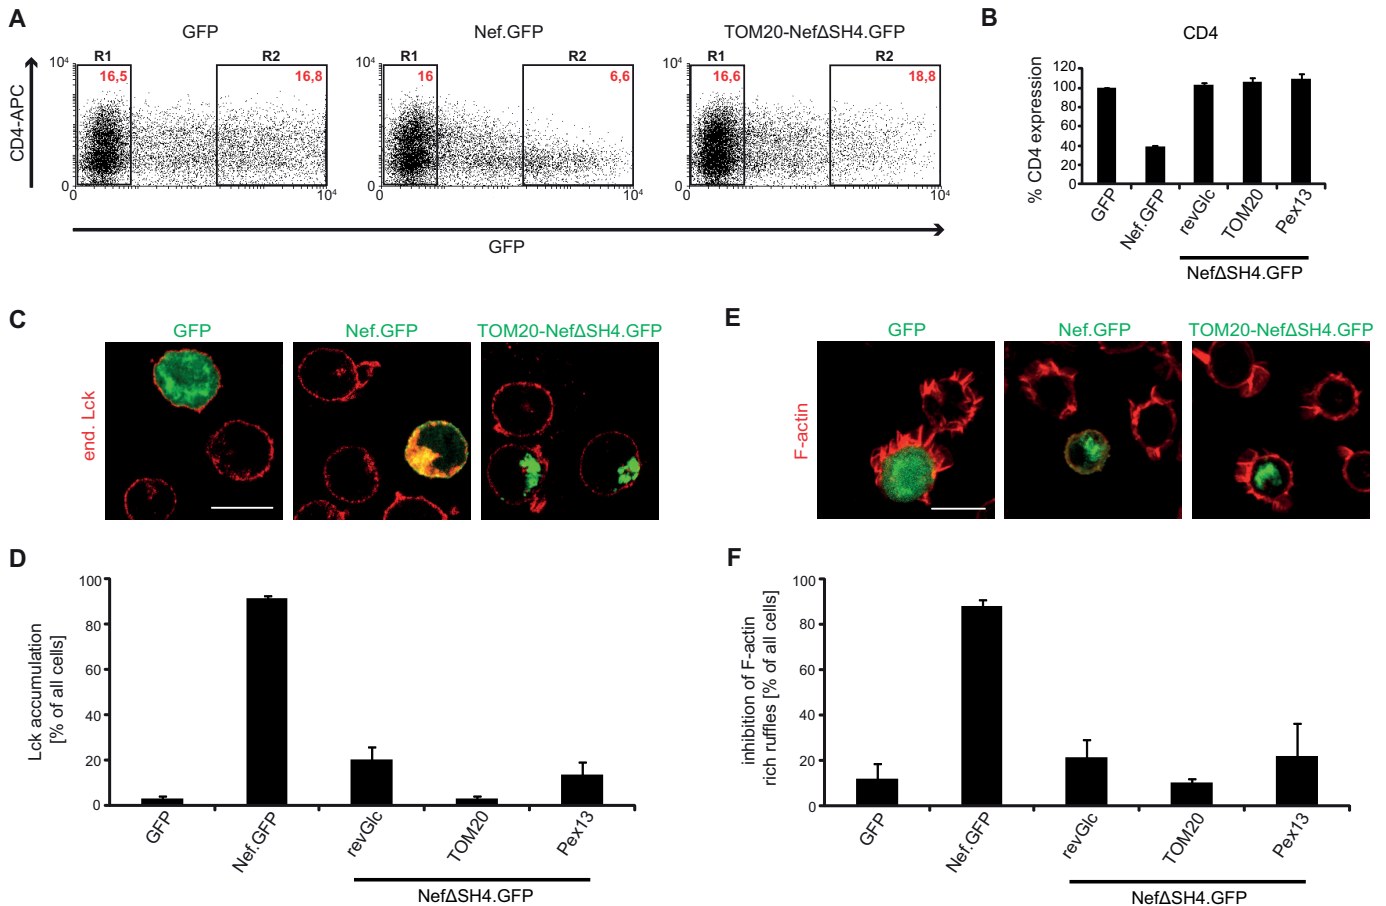 A
GFP
Nef.GFP
TOM20-NefΔSH4.GFP
CD4-APC
R1
R2
R1
R2
R1
R2
10⁴
16,5
16,8
10⁴
16
6,6
10⁴
16,6
18,8
0
0
10⁴
0
0
10⁴
0
0
10⁴
GFP
B
CD4
% CD4 expression
120
100
80
60
40
20
0
GFP
Nef.GFP
revGlc
TOM20
Pex13
NefΔSH4.GFP
C
GFP
Nef.GFP
TOM20-NefΔSH4.GFP
end. Lck
E
GFP
Nef.GFP
TOM20-NefΔSH4.GFP
F-actin
D
Lck accumulation
[% of all cells]
100
80
60
40
20
0
GFP
Nef.GFP
revGlc
TOM20
Pex13
NefΔSH4.GFP
F
inhibition of F-actin
rich ruffles [% of all cells]
100
80
60
40
20
0
GFP
Nef.GFP
revGlc
TOM20
Pex13
NefΔSH4.GFP